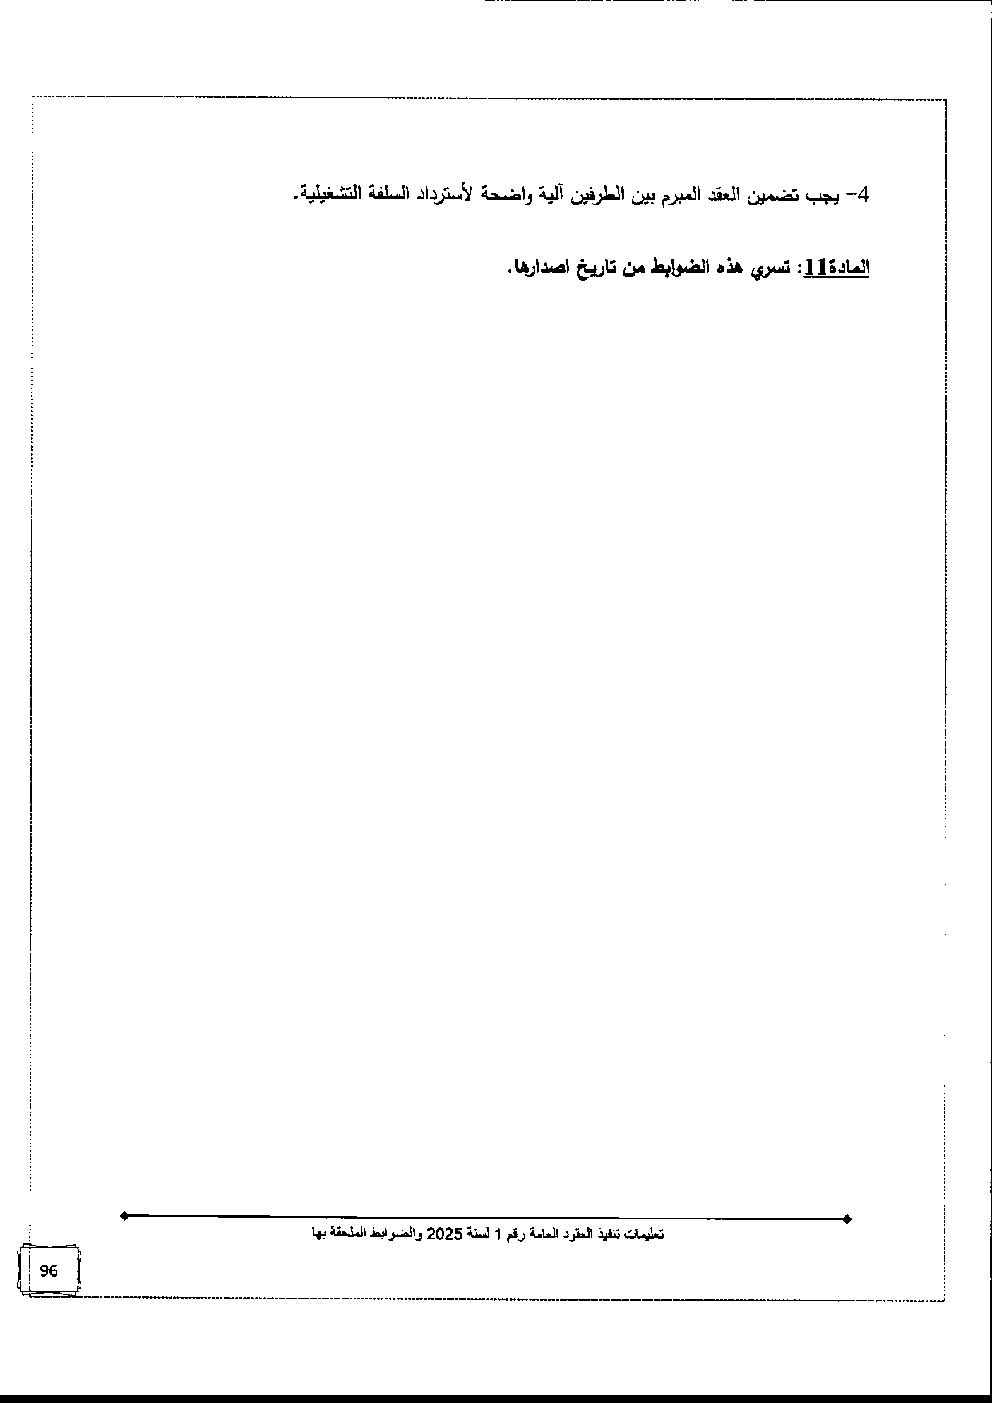 4- يجب تضمين العقد المبرم بين الطرفين آلية واضحة لأسترداد السلفة التشغيلية.
المادة11: تسري هذه الضوابط من تاريخ اصدارها.
تعليمات تنفيذ العقود العامة رقم 1 لسنة 2025 والضوابط الملحقة بها
96